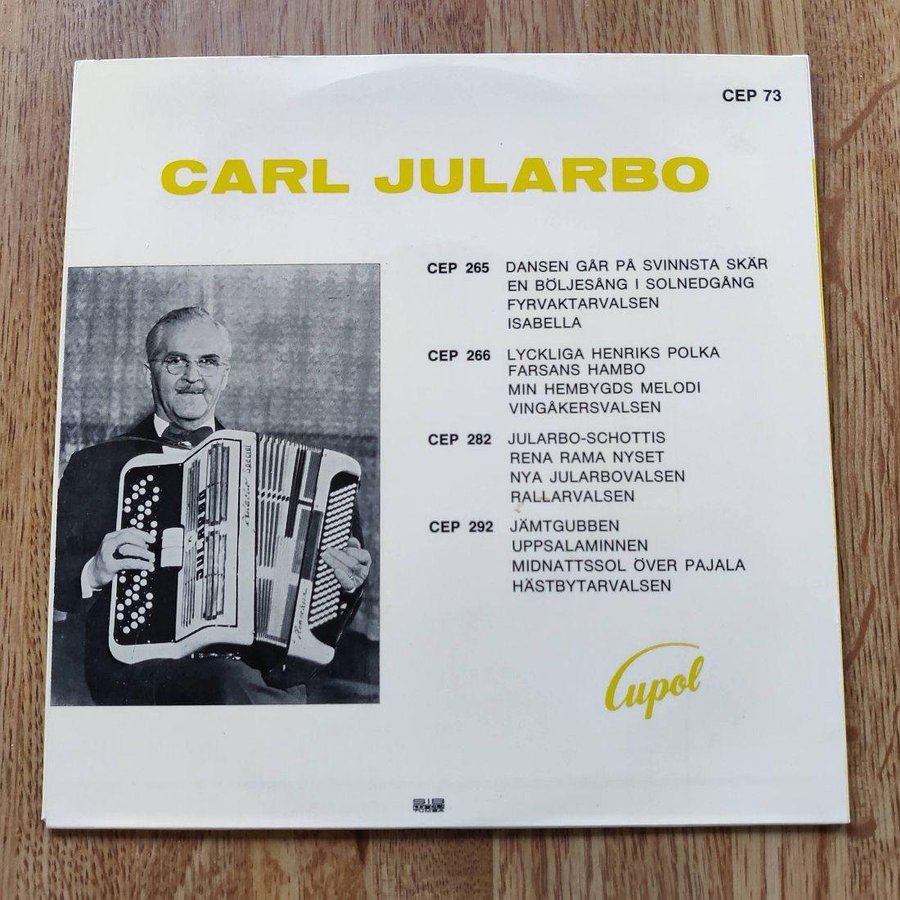 CEP 73
CARL JULARBO
CEP 265 DANSEN GÅR PÅ SVINNSTA SKÄR
EN BÖLJESÅNG I SOLNEDGÅNG
FYRVAKTARVALSEN
ISABELLA
CEP 266 LYCKLIGA HENRIKS POLKA
FARSANS HAMBO
MIN HEMBYGDS MELODI
VINGÅKERSVALSEN
CEP 282 JULARBO-SCHOTTIS
RENA RAMA NYSET
NYA JULARBOVALSEN
RALLARVALSEN
CEP 292 JÄMTGUBBEN
UPPSALAMINNEN
MIDNATTSSOL ÖVER PAJALA
HÄSTBYTARVALSEN
Cupol